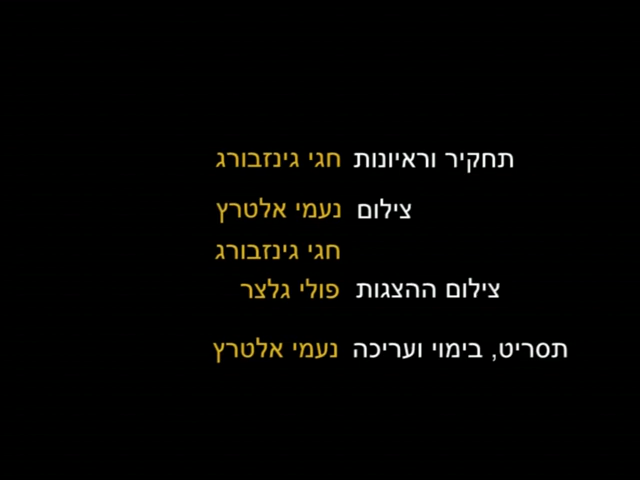 תחקיר וראיונות חגי גינזבורג
צילום נעמי אלטרץ
חגי גינזבורג
צילום ההצגות פולי גלצר
תסריט, בימוי ועריכה נעמי אלטרץ